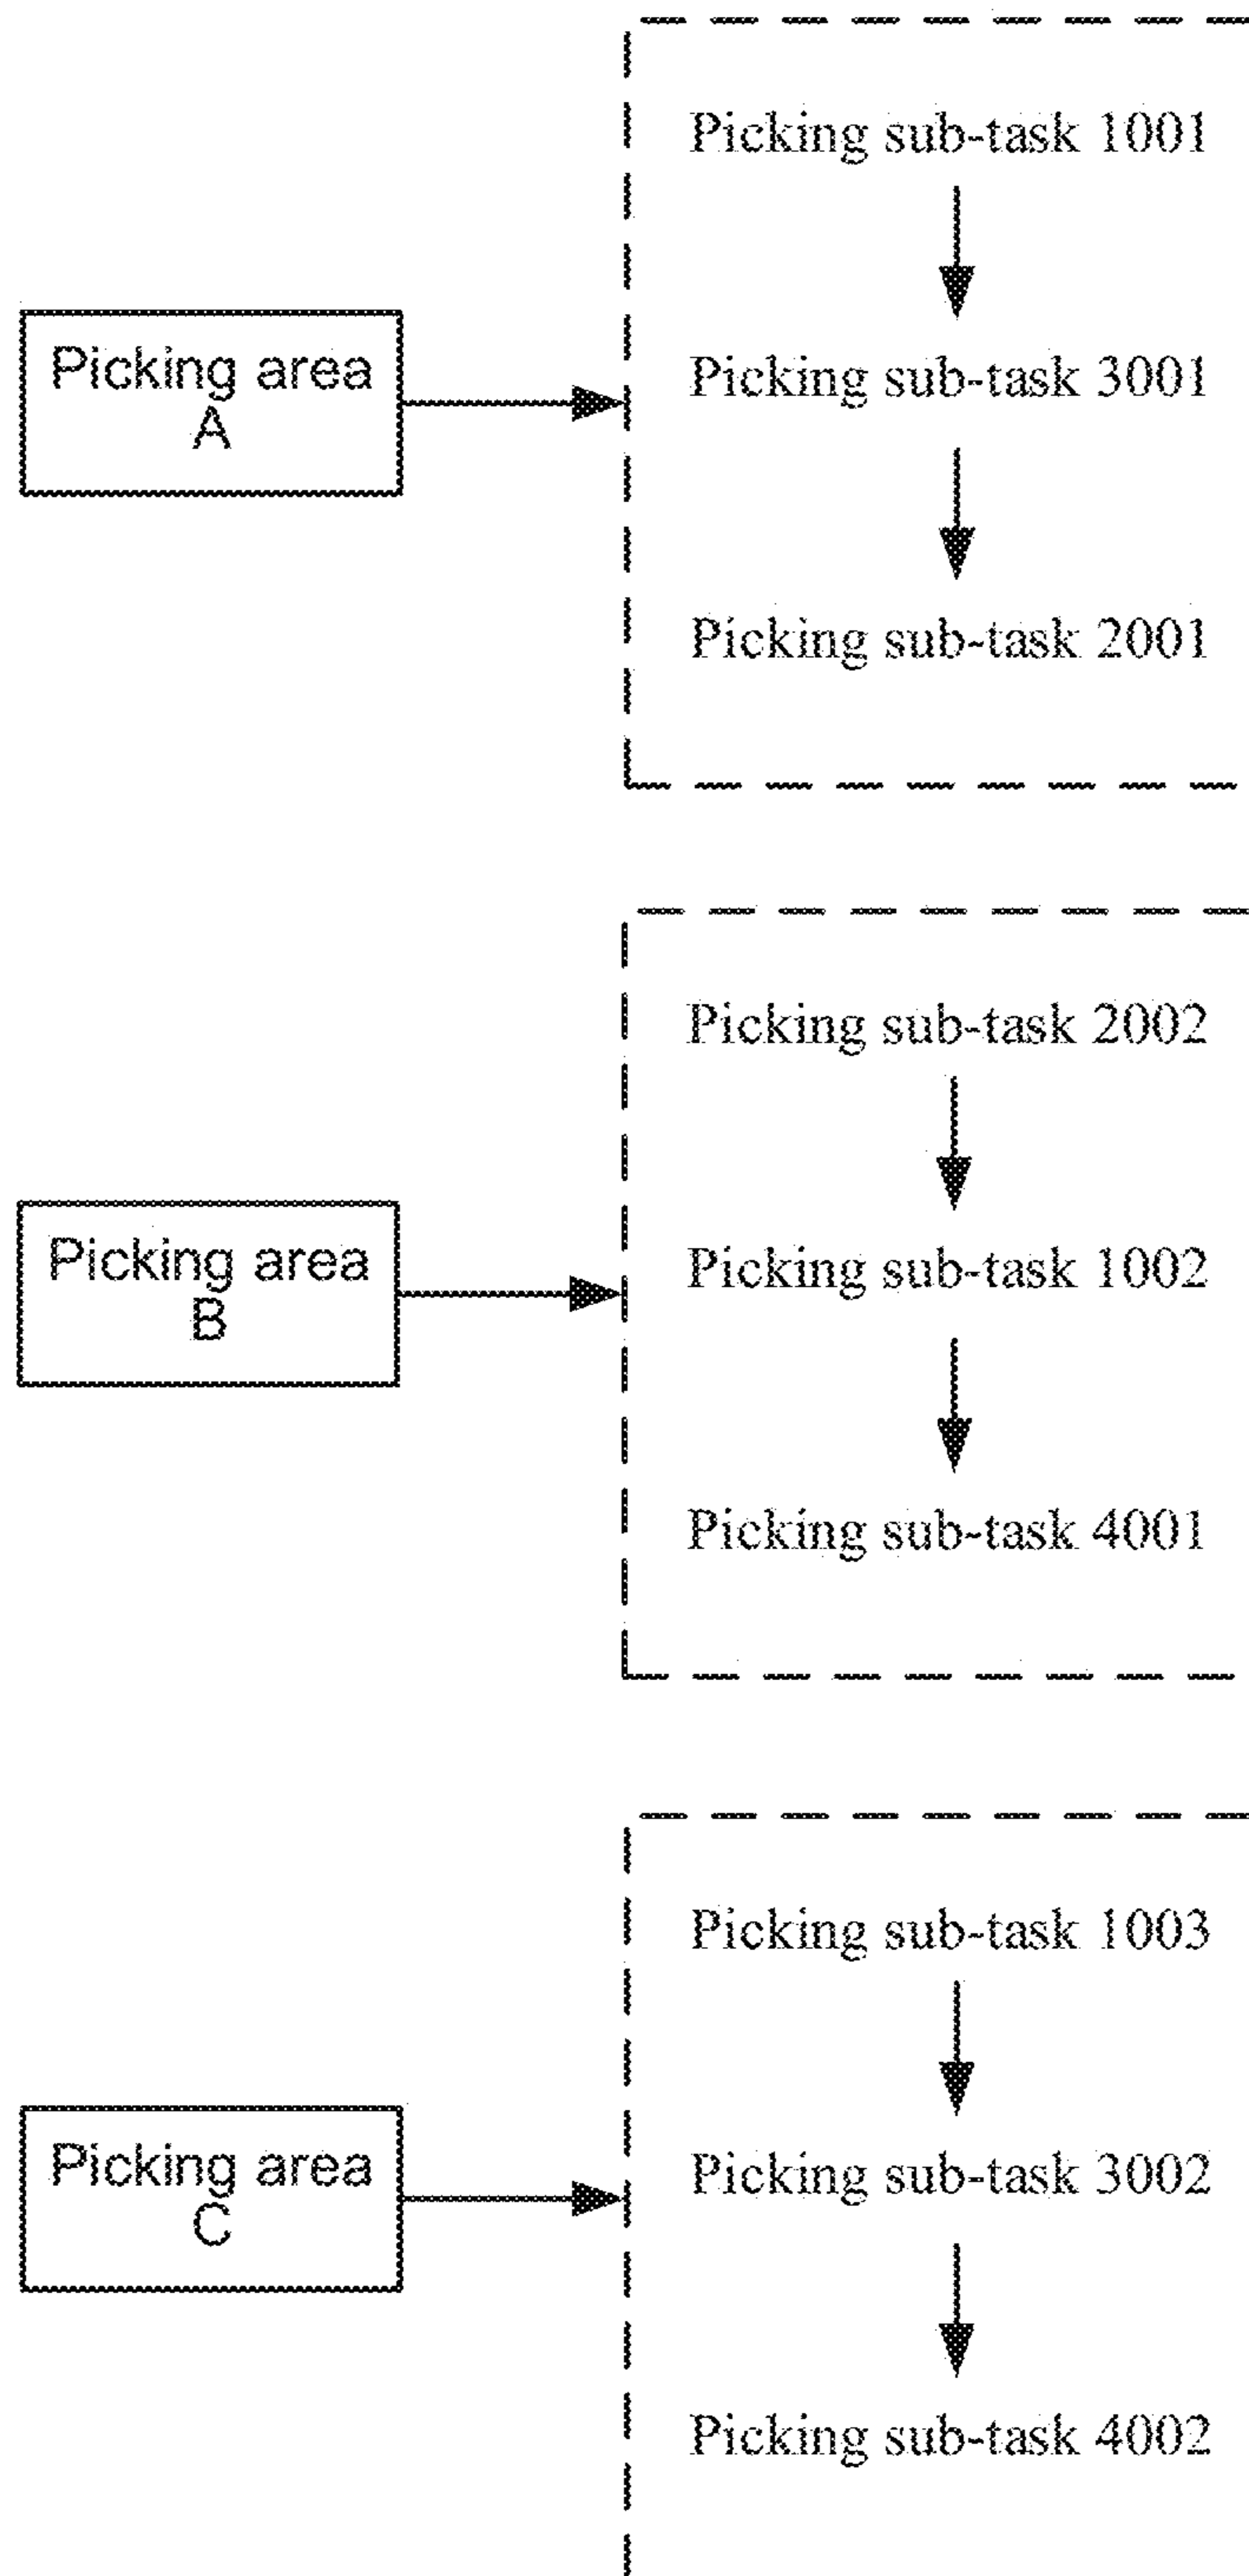 Picking sub-task 1001
Picking area
A
Picking sub-task 3001
Picking sub-task 2001
Picking sub-task 2002
Picking area
B
Picking sub-task 1002
Picking sub-task 4001
Picking sub-task 1003
Picking area
C
Picking sub-task 3002
Picking sub-task 4002